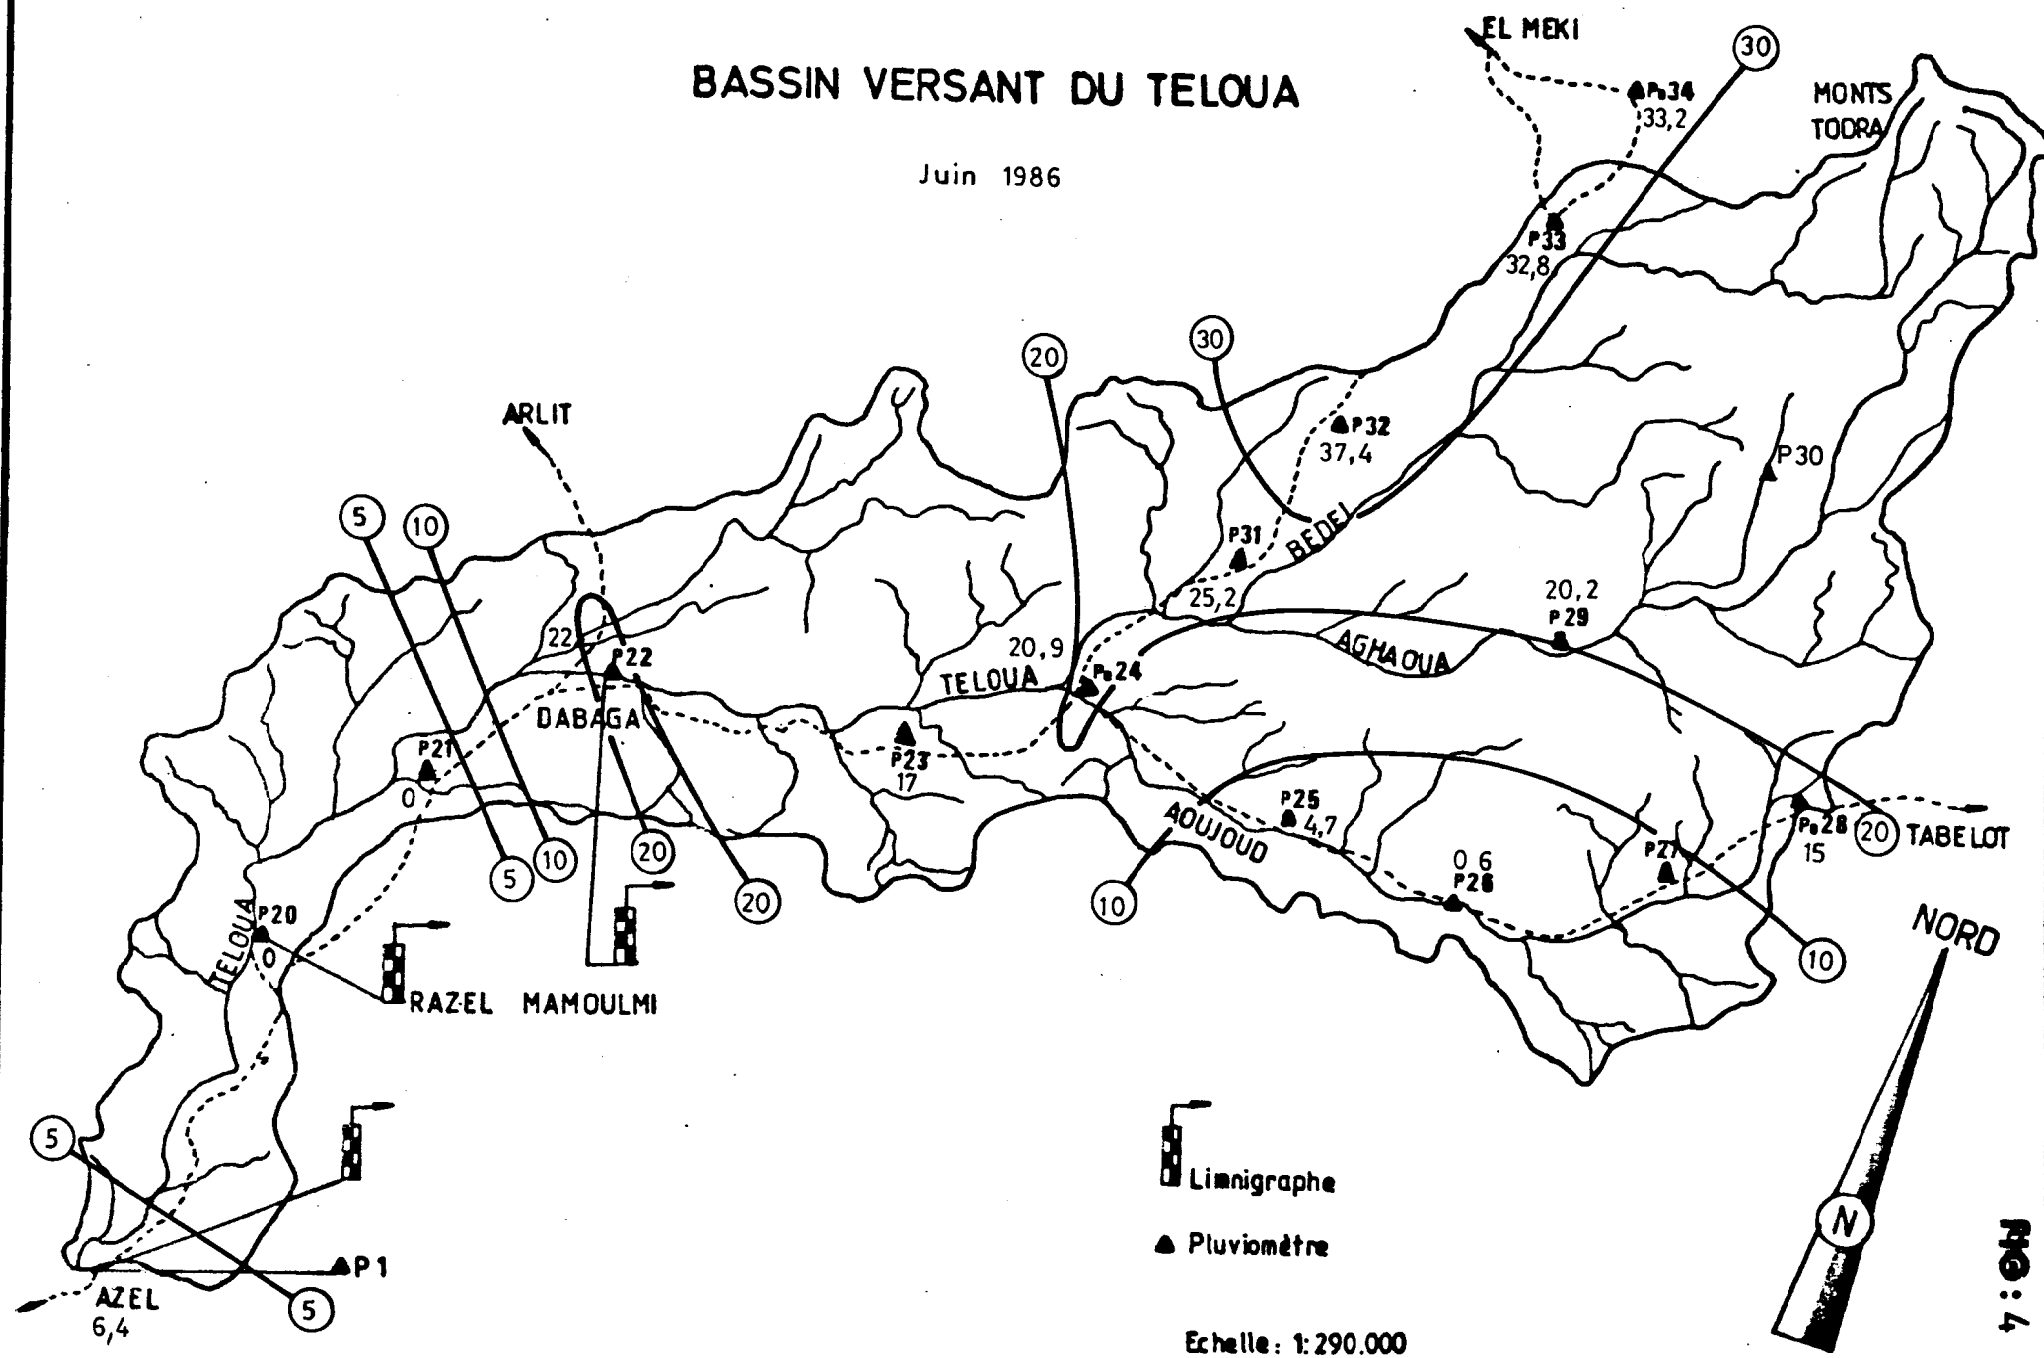 BASSIN VERSANT DU TELOUA
Juin 1986
EL MEKI
30
Pₒ34
33,2
MONTS
TODRA
P33
32,8
20
30
ARLIT
P32
37,4
P30
5
10
P31
BEDEI
25,2
20,2
P29
22
P22
20,9
AGHAOUA
TELOUA
Pₒ24
DABAGA
P21
0
P23
17
P25
4,7
AOUJOUD
Pₒ28
15
20
TABELOT
P27
0 6
P26
10
5
10
20
20
10
P20
0
TELOUA
NORD
RAZEL MAMOULMI
5
Limnigraphe
Pluviomètre
N
P1
AZEL
6,4
5
Echelle: 1:290.000